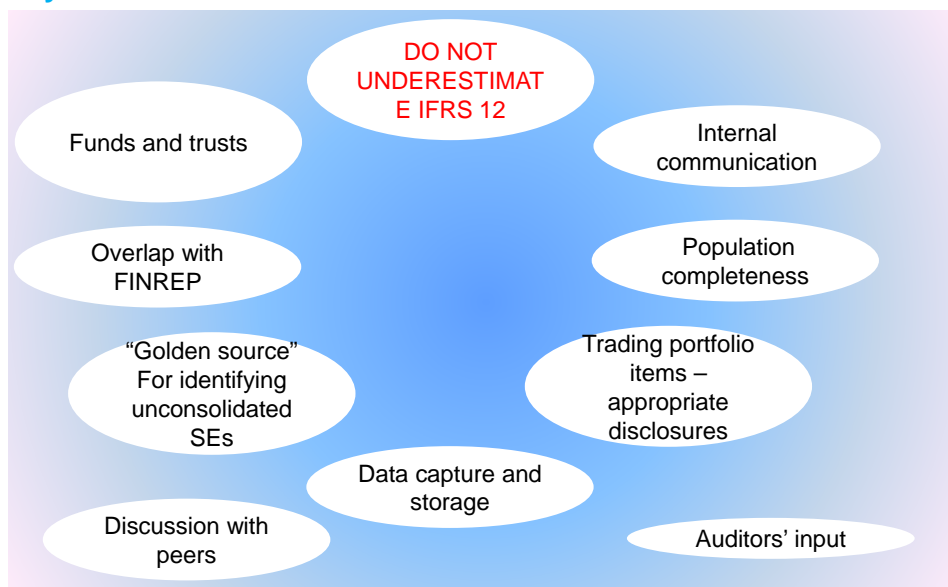 DO NOT
UNDERESTIMAT
E IFRS 12
Funds and trusts
Internal
communication
Overlap with
FINREP
Population
completeness
“Golden source”
For identifying
unconsolidated
SEs
Trading portfolio
items –
appropriate
disclosures
Data capture and
storage
Discussion with
peers
Auditors’ input